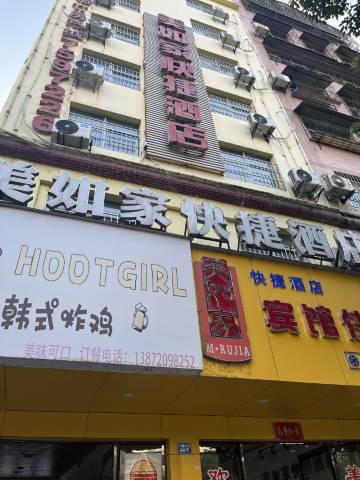 美如家快捷酒店
美如家快捷酒店
HOOTGIRL
韩式炸鸡
美味可口 订餐电话：13872098252
美如家
M·RUJIA
快捷酒店
宾馆
欢
美